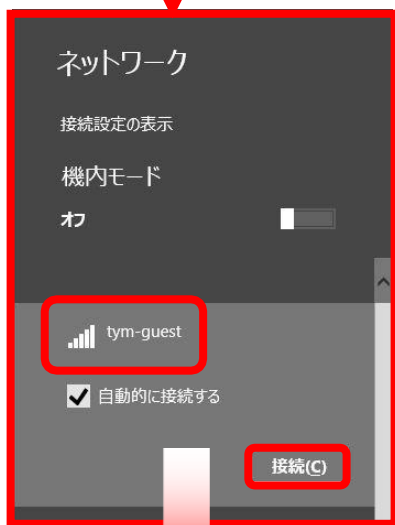 ネットワーク
接続設定の表示
機内モード
オフ
tym-guest
自動的に接続する
接続(C)